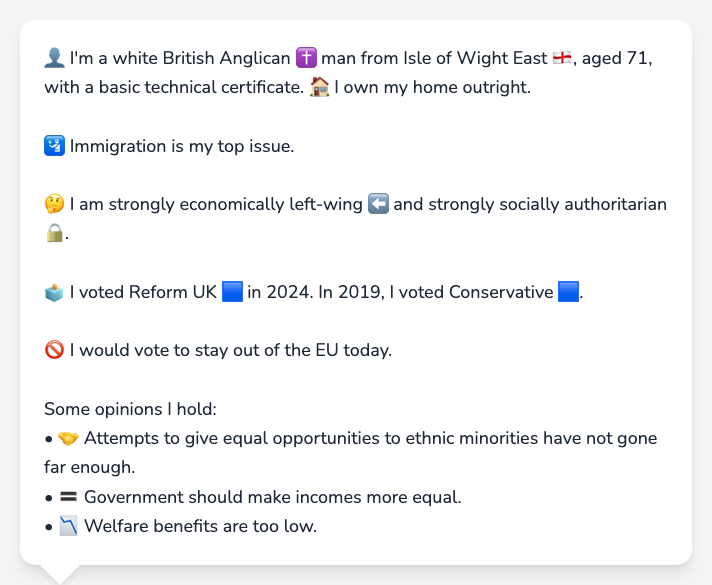 👤 I'm a white British Anglican ✝️ man from Isle of Wight East 🏴󠁧󠁢󠁥󠁮󠁧󠁿, aged 71,
with a basic technical certificate. 🏠 I own my home outright.
🛂 Immigration is my top issue.
🤔 I am strongly economically left-wing ⬅️ and strongly socially authoritarian
🔒.
🗳️ I voted Reform UK 🟦 in 2024. In 2019, I voted Conservative 🟦.
🚫 I would vote to stay out of the EU today.
Some opinions I hold:
• 🤝 Attempts to give equal opportunities to ethnic minorities have not gone
far enough.
• 🟰 Government should make incomes more equal.
• 📉 Welfare benefits are too low.